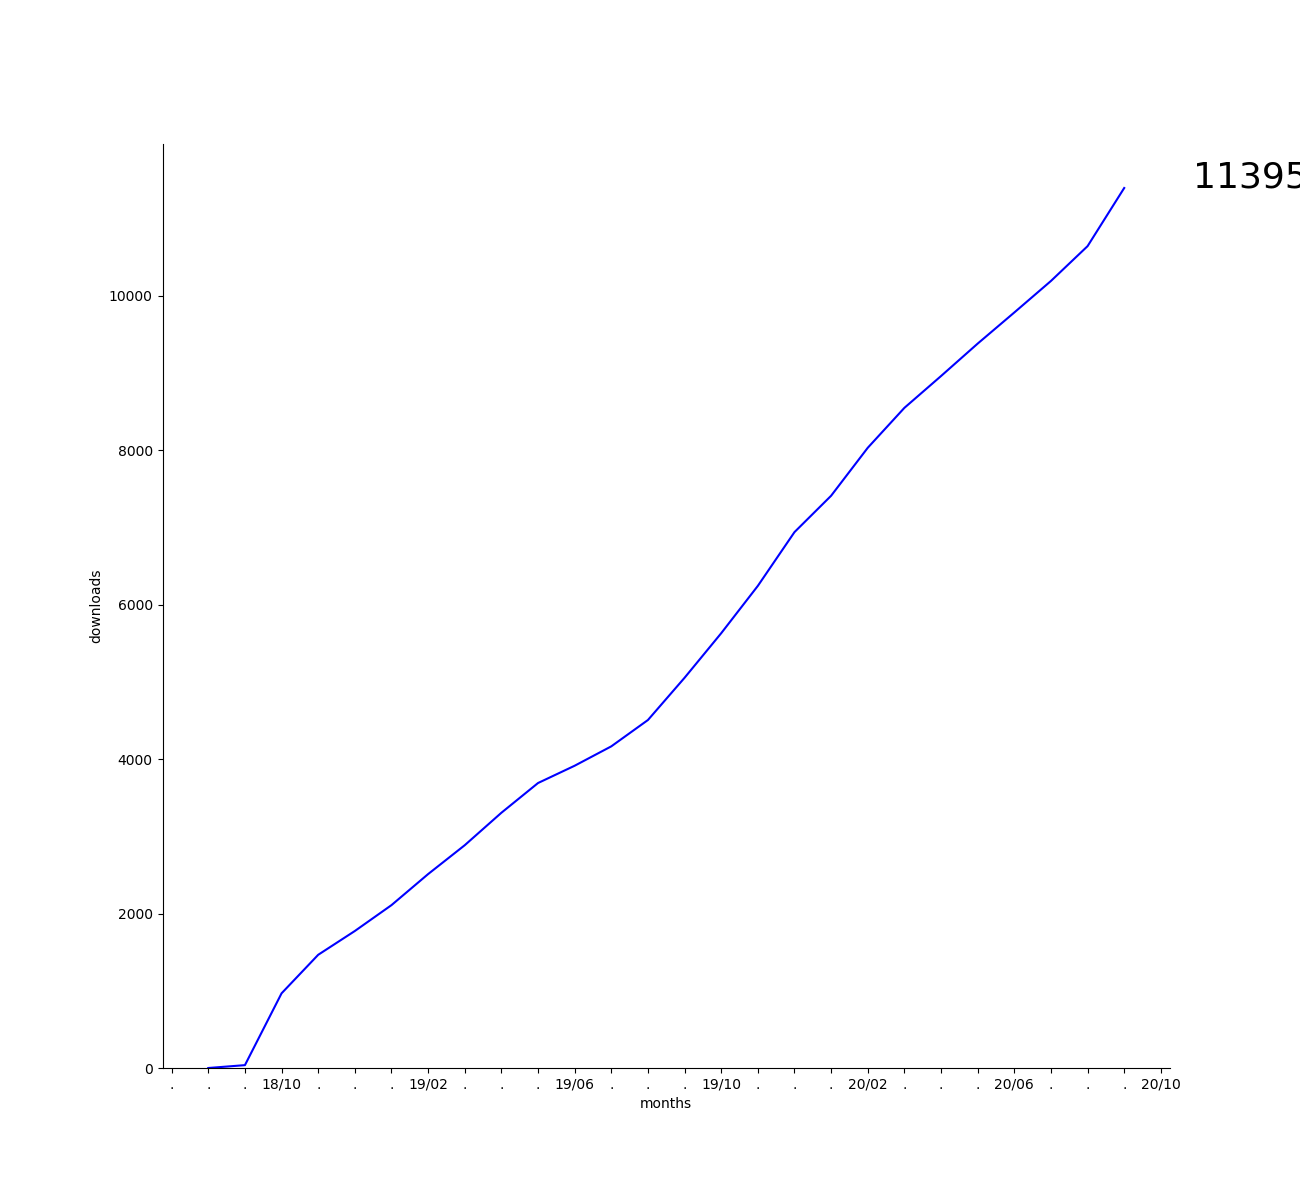 11395
10000
8000
6000
4000
2000
0
downloads
. . . 18/10 . . . 19/02 . . . 19/06 . . . 19/10 . . . 20/02 . . . 20/06 . . . 20/10
months